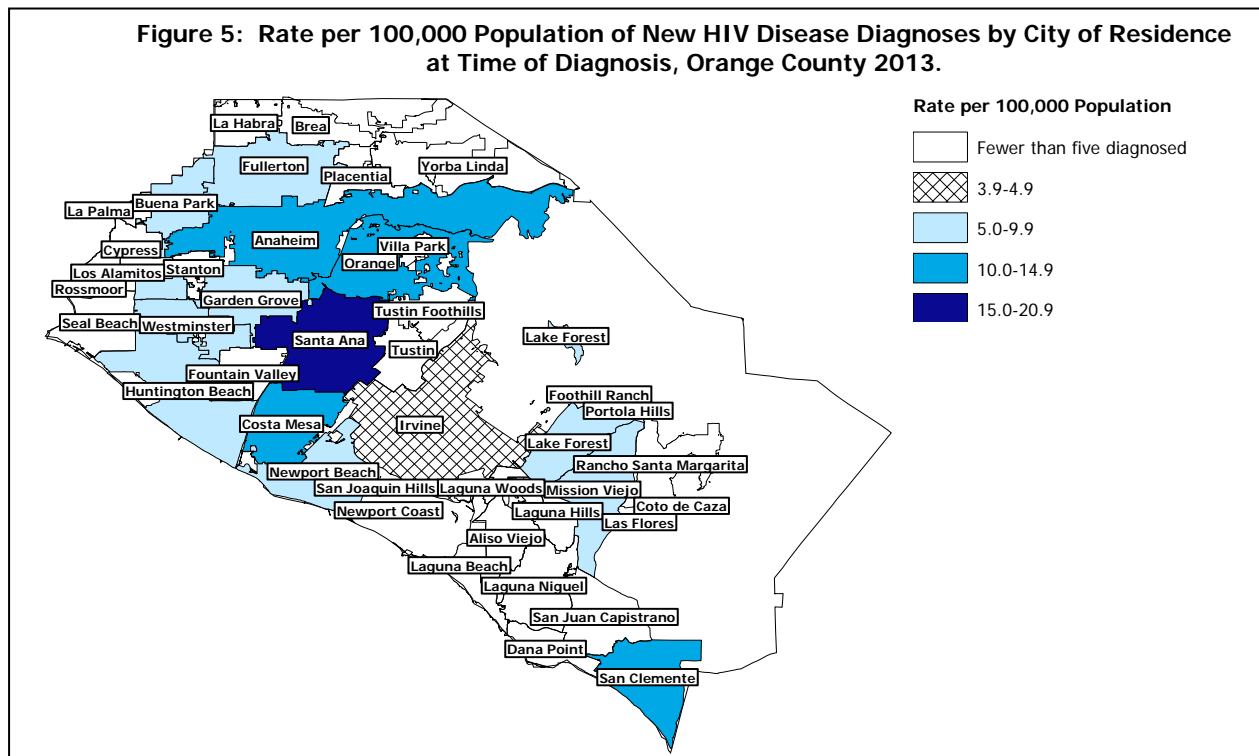 Figure 5: Rate per 100,000 Population of New HIV Disease Diagnoses by City of Residence
at Time of Diagnosis, Orange County 2013.
Rate per 100,000 Population
Fewer than five diagnosed
3.9-4.9
5.0-9.9
10.0-14.9
15.0-20.9
La Habra
Brea
Fullerton
Placentia
Yorba Linda
Buena Park
La Palma
Anaheim
Villa Park
Cypress
Orange
Stanton
Los Alamitos
Rossmoor
Garden Grove
Tustin Foothills
Seal Beach
Westminster
Santa Ana
Lake Forest
Tustin
Fountain Valley
Huntington Beach
Foothill Ranch
Portola Hills
Costa Mesa
Irvine
Lake Forest
Rancho Santa Margarita
Newport Beach
San Joaquin Hills
Laguna Woods
Mission Viejo
Coto de Caza
Newport Coast
Laguna Hills
Las Flores
Aliso Viejo
Laguna Beach
Laguna Niguel
San Juan Capistrano
Dana Point
San Clemente